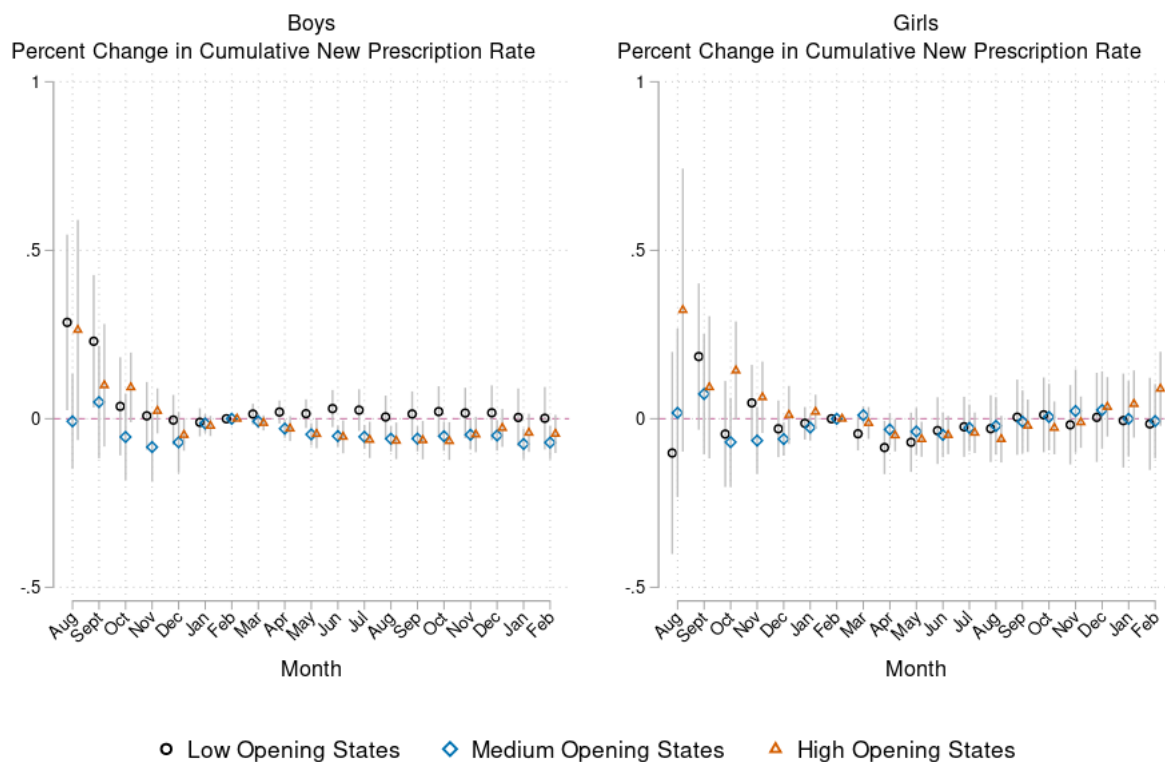 Boys
Percent Change in Cumulative New Prescription Rate
1
.5
0
-.5
Aug Sept Oct Nov Dec Jan Feb Mar Apr May Jun Jul Aug Sep Oct Nov Dec Jan Feb
Month
Girls
Percent Change in Cumulative New Prescription Rate
1
.5
0
-.5
Aug Sept Oct Nov Dec Jan Feb Mar Apr May Jun Jul Aug Sep Oct Nov Dec Jan Feb
Month
Low Opening States Medium Opening States High Opening States